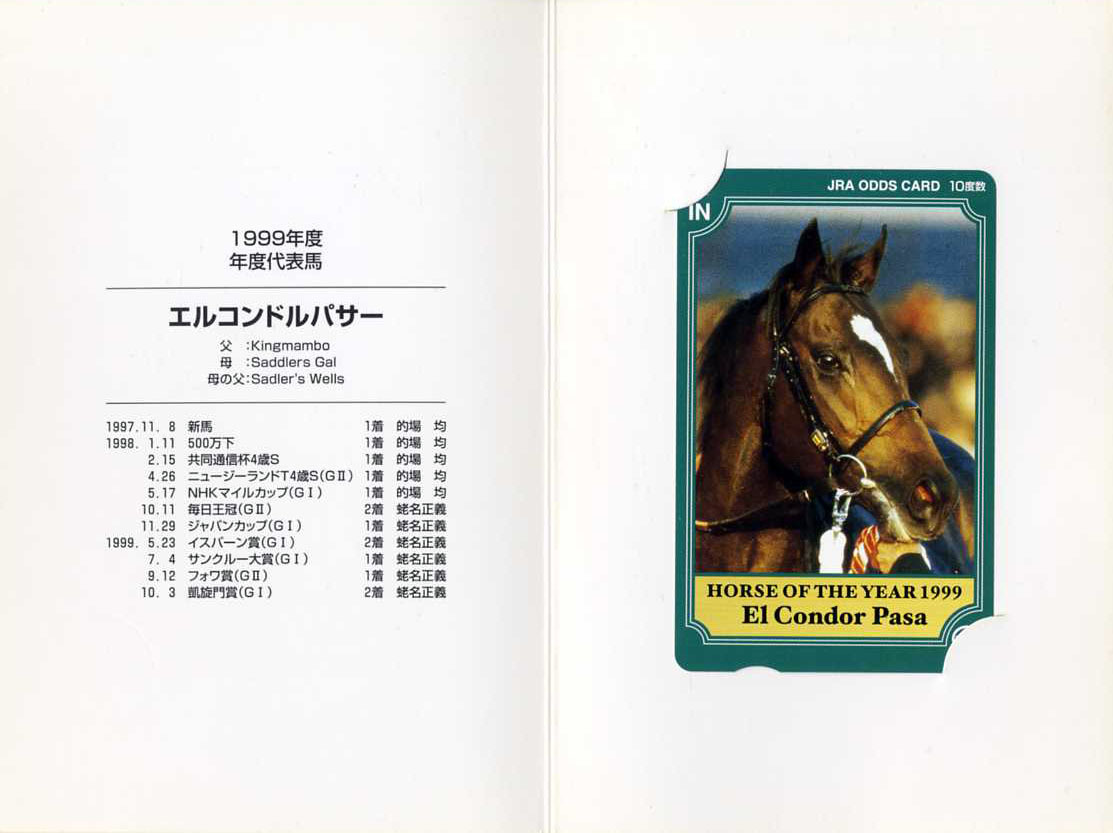 1999年度
年度代表馬
エルコンドルパサー
父 :Kingmambo
母 :Saddlers Gal
母の父:Sadler's Wells
1997.11. 8 新馬 1着 的場 均
1998. 1.11 500万下 1着 的場 均
2.15 共同通信杯4歳S 1着 的場 均
4.26 ニュージーランドT4歳S(GⅡ) 1着 的場 均
5.17 NHKマイルカップ(GⅠ) 1着 的場 均
10.11 毎日王冠(GⅡ) 2着 蛯名正義
11.29 ジャパンカップ(GⅠ) 1着 蛯名正義
1999. 5.23 イスパーン賞(GⅠ) 2着 蛯名正義
7. 4 サンクルー大賞(GⅠ) 1着 蛯名正義
9.12 フォワ賞(GⅡ) 1着 蛯名正義
10. 3 凱旋門賞(GⅠ) 2着 蛯名正義
JRA ODDS CARD 10度数
IN
HORSE OF THE YEAR 1999
El Condor Pasa